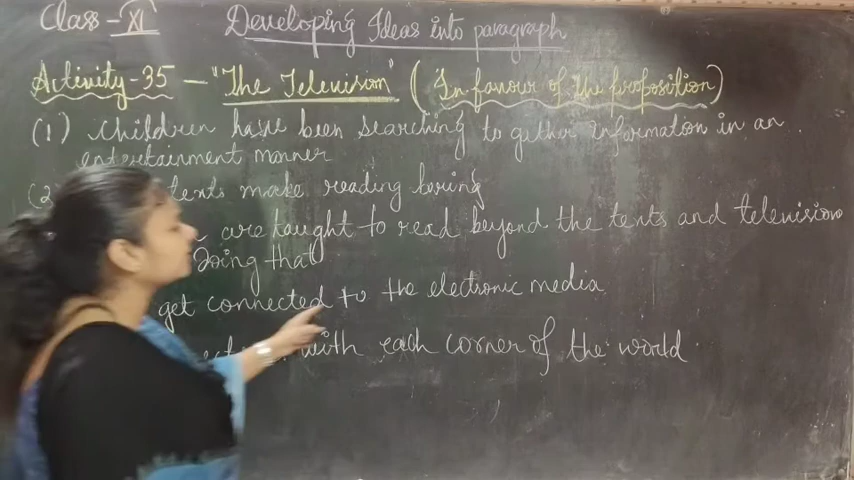 Class - XI Developing Ideas into paragraph
Activity-35 - "The Television" (In favour of the proposition)
(1) Children have been searching to gather information in an
entertainment manner
(2 tents make reading boring
are taught to read beyond the tents and television
doing that
get connected to the electronic media
with each corner of the world